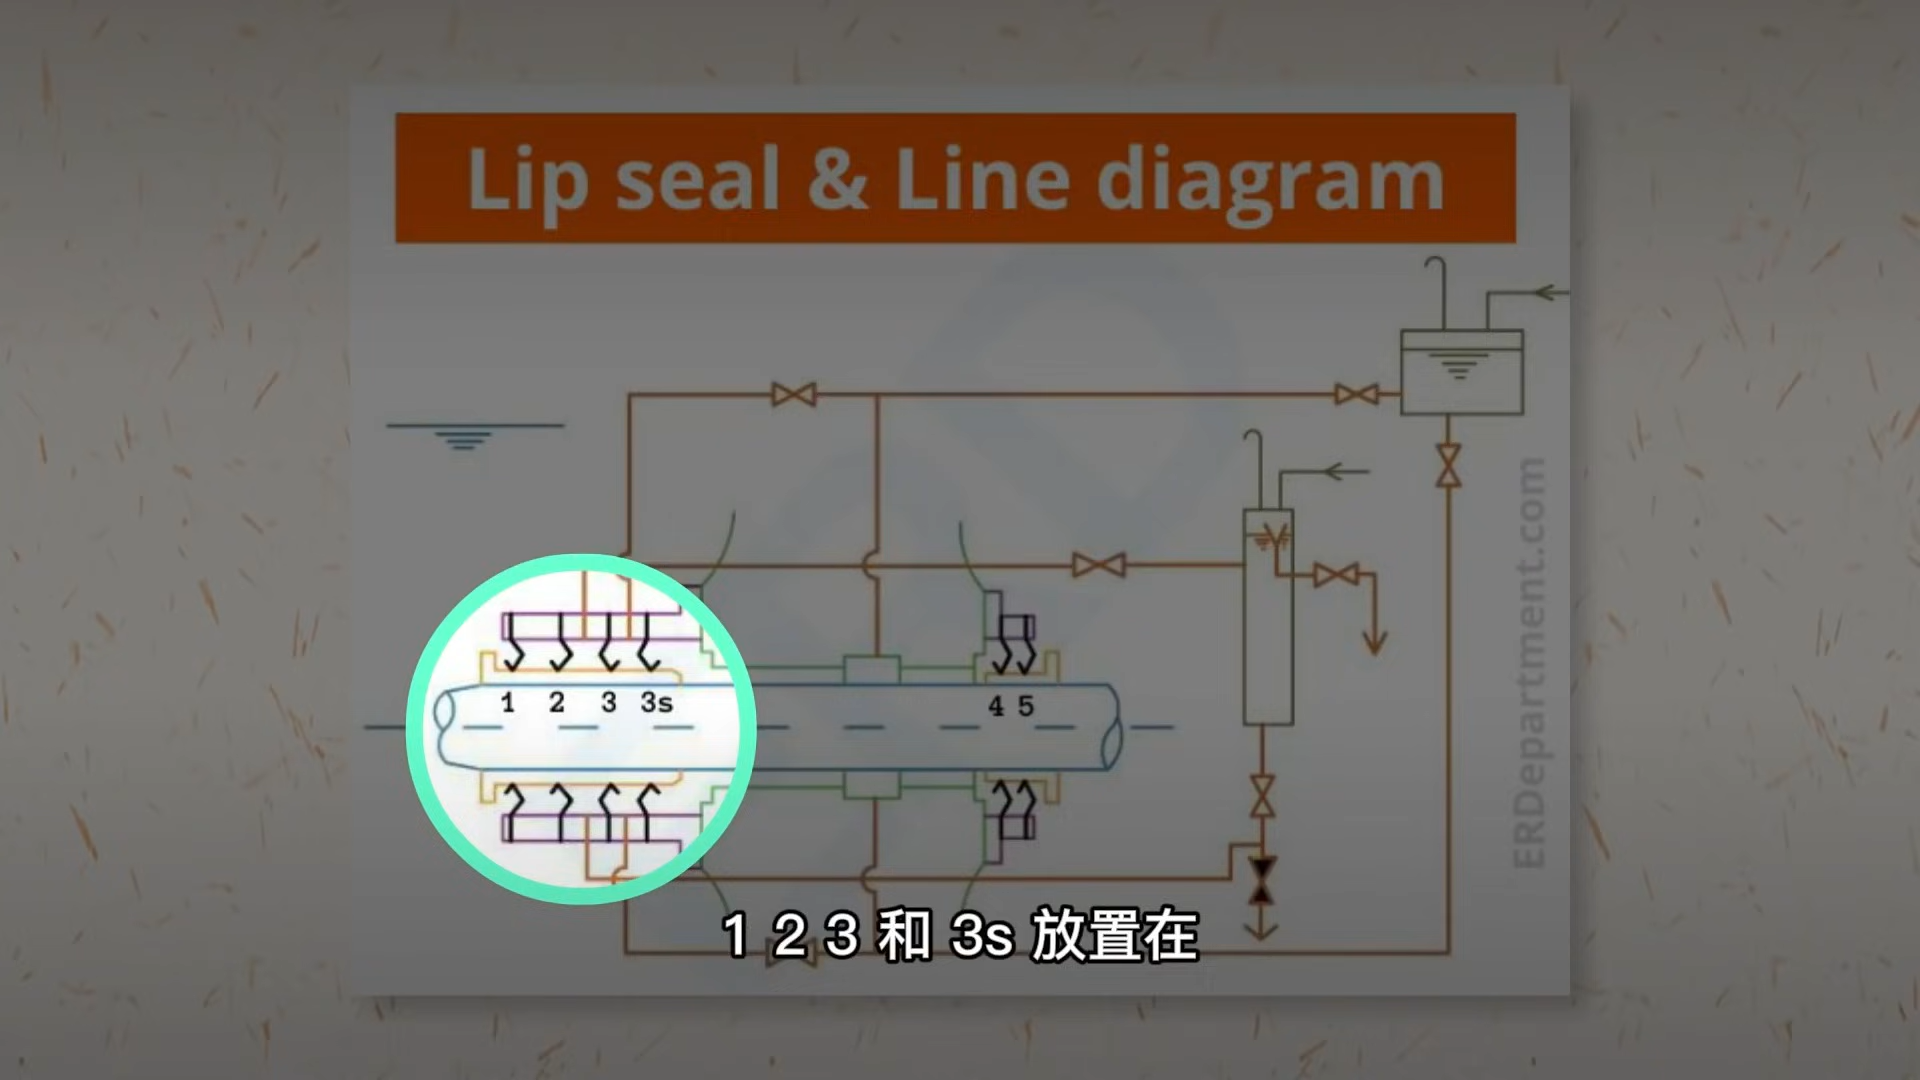 Lip seal & Line diagram
1 2 3 3s
4 5
ERDepartment.com
1 2 3 和 3s 放置在